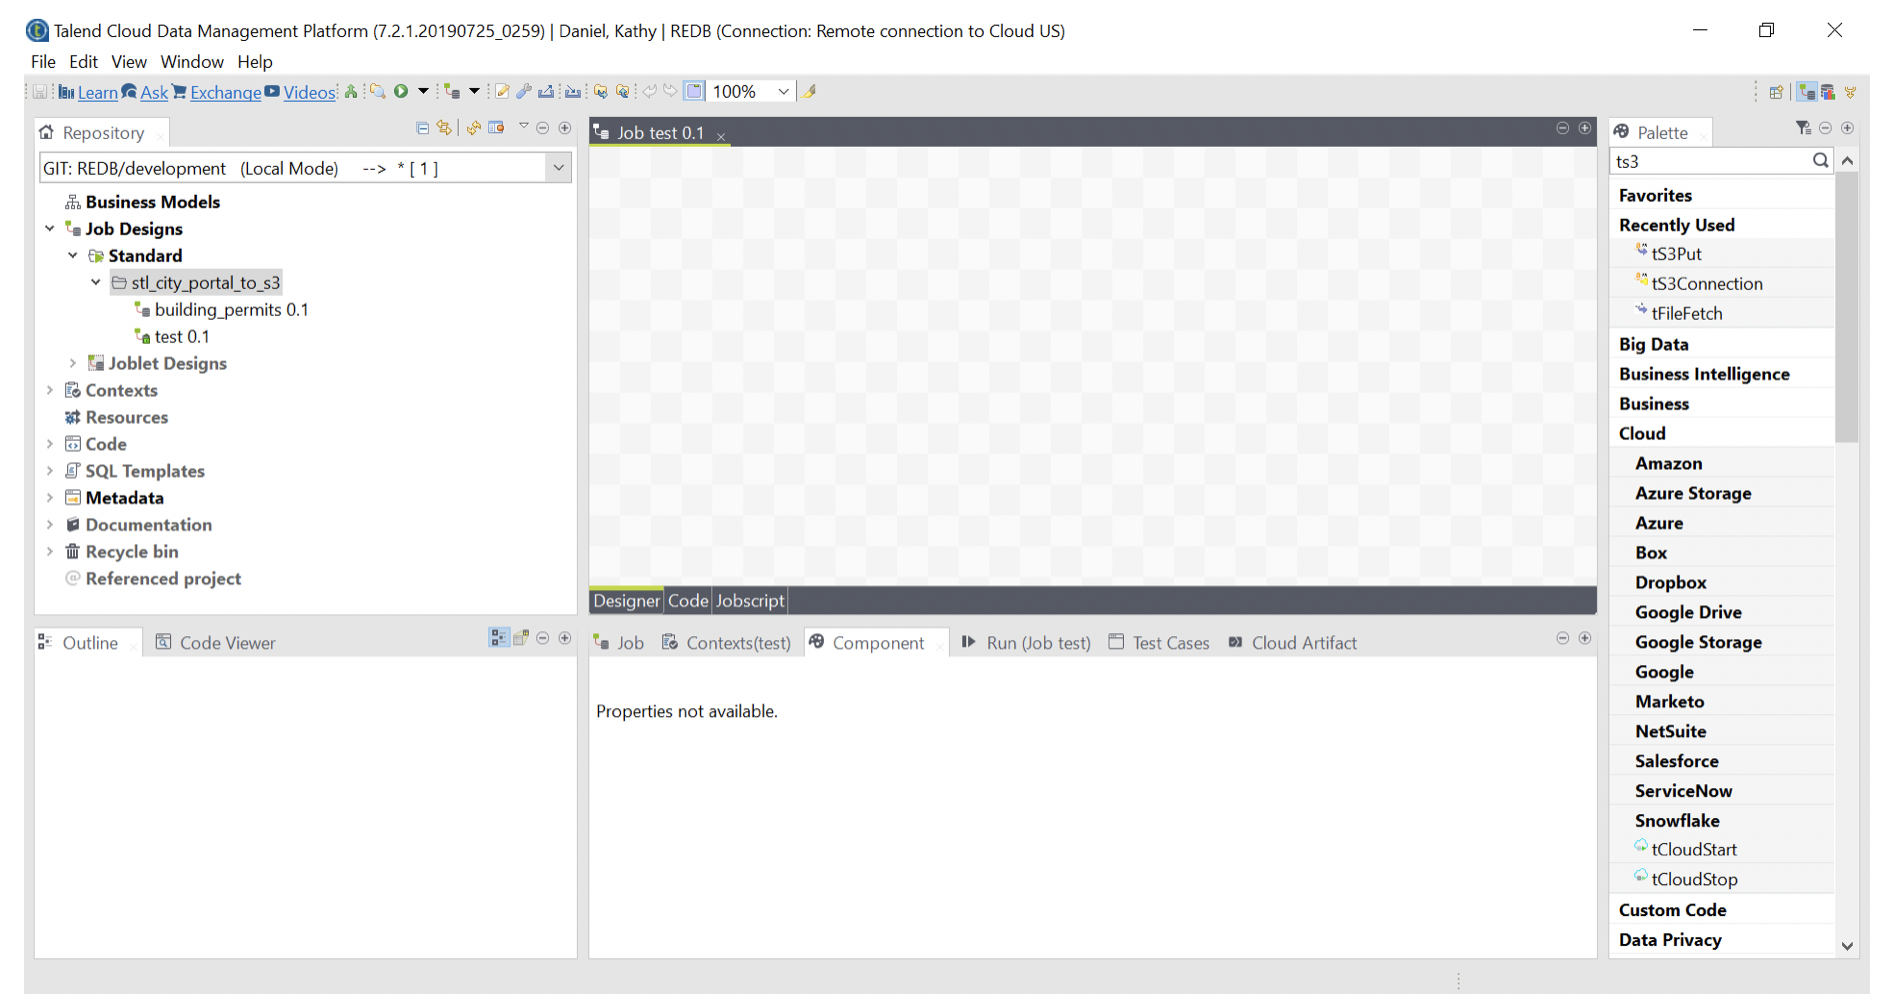 Talend Cloud Data Management Platform (7.2.1.20190725_0259) | Daniel, Kathy | REDB (Connection: Remote connection to Cloud US)
File Edit View Window Help
Learn Ask Exchange Videos 100%
Repository
GIT: REDB/development (Local Mode) --> * [ 1 ]
Business Models
Job Designs
Standard
stl_city_portal_to_s3
building_permits 0.1
test 0.1
Joblet Designs
Contexts
Resources
Code
SQL Templates
Metadata
Documentation
Recycle bin
Referenced project
Job test 0.1
Designer Code Jobscript
Palette
ts3
Favorites
Recently Used
tS3Put
tS3Connection
tFileFetch
Big Data
Business Intelligence
Business
Cloud
Amazon
Azure Storage
Azure
Box
Dropbox
Google Drive
Google Storage
Google
Marketo
NetSuite
Salesforce
ServiceNow
Snowflake
tCloudStart
tCloudStop
Custom Code
Data Privacy
Outline Code Viewer
Job Contexts(test) Component Run (Job test) Test Cases Cloud Artifact
Properties not available.